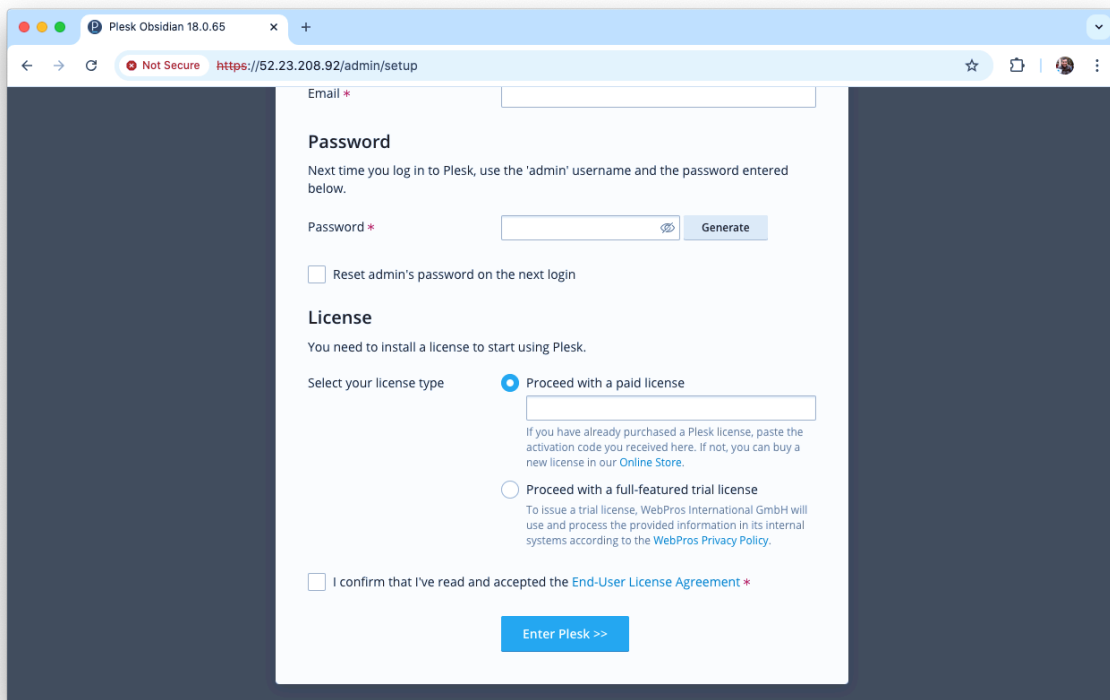 Plesk Obsidian 18.0.65
Not Secure https://52.23.208.92/admin/setup
Email *
Password
Next time you log in to Plesk, use the 'admin' username and the password entered
below.
Password *
Generate
Reset admin's password on the next login
License
You need to install a license to start using Plesk.
Select your license type
Proceed with a paid license
If you have already purchased a Plesk license, paste the
activation code you received here. If not, you can buy a
new license in our Online Store.
Proceed with a full-featured trial license
To issue a trial license, WebPros International GmbH will
use and process the provided information in its internal
systems according to the WebPros Privacy Policy.
I confirm that I've read and accepted the End-User License Agreement *
Enter Plesk >>